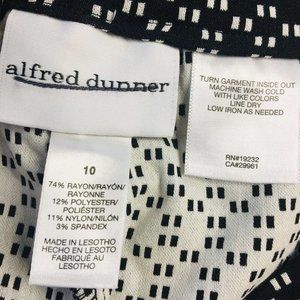 alfred dunner
TURN GARMENT INSIDE OUT
MACHINE WASH COLD
WITH LIKE COLORS
LINE DRY
LOW IRON AS NEEDED
RN#19232
CA#29961
10
74% RAYON/RAYÓN/
RAYONNE
12% POLYESTER/
POLIÉSTER
11% NYLON/NILÓN
3% SPANDEX
MADE IN LESOTHO
HECHO EN LESOTHO
FABRIQUÉ AU
LESOTHO